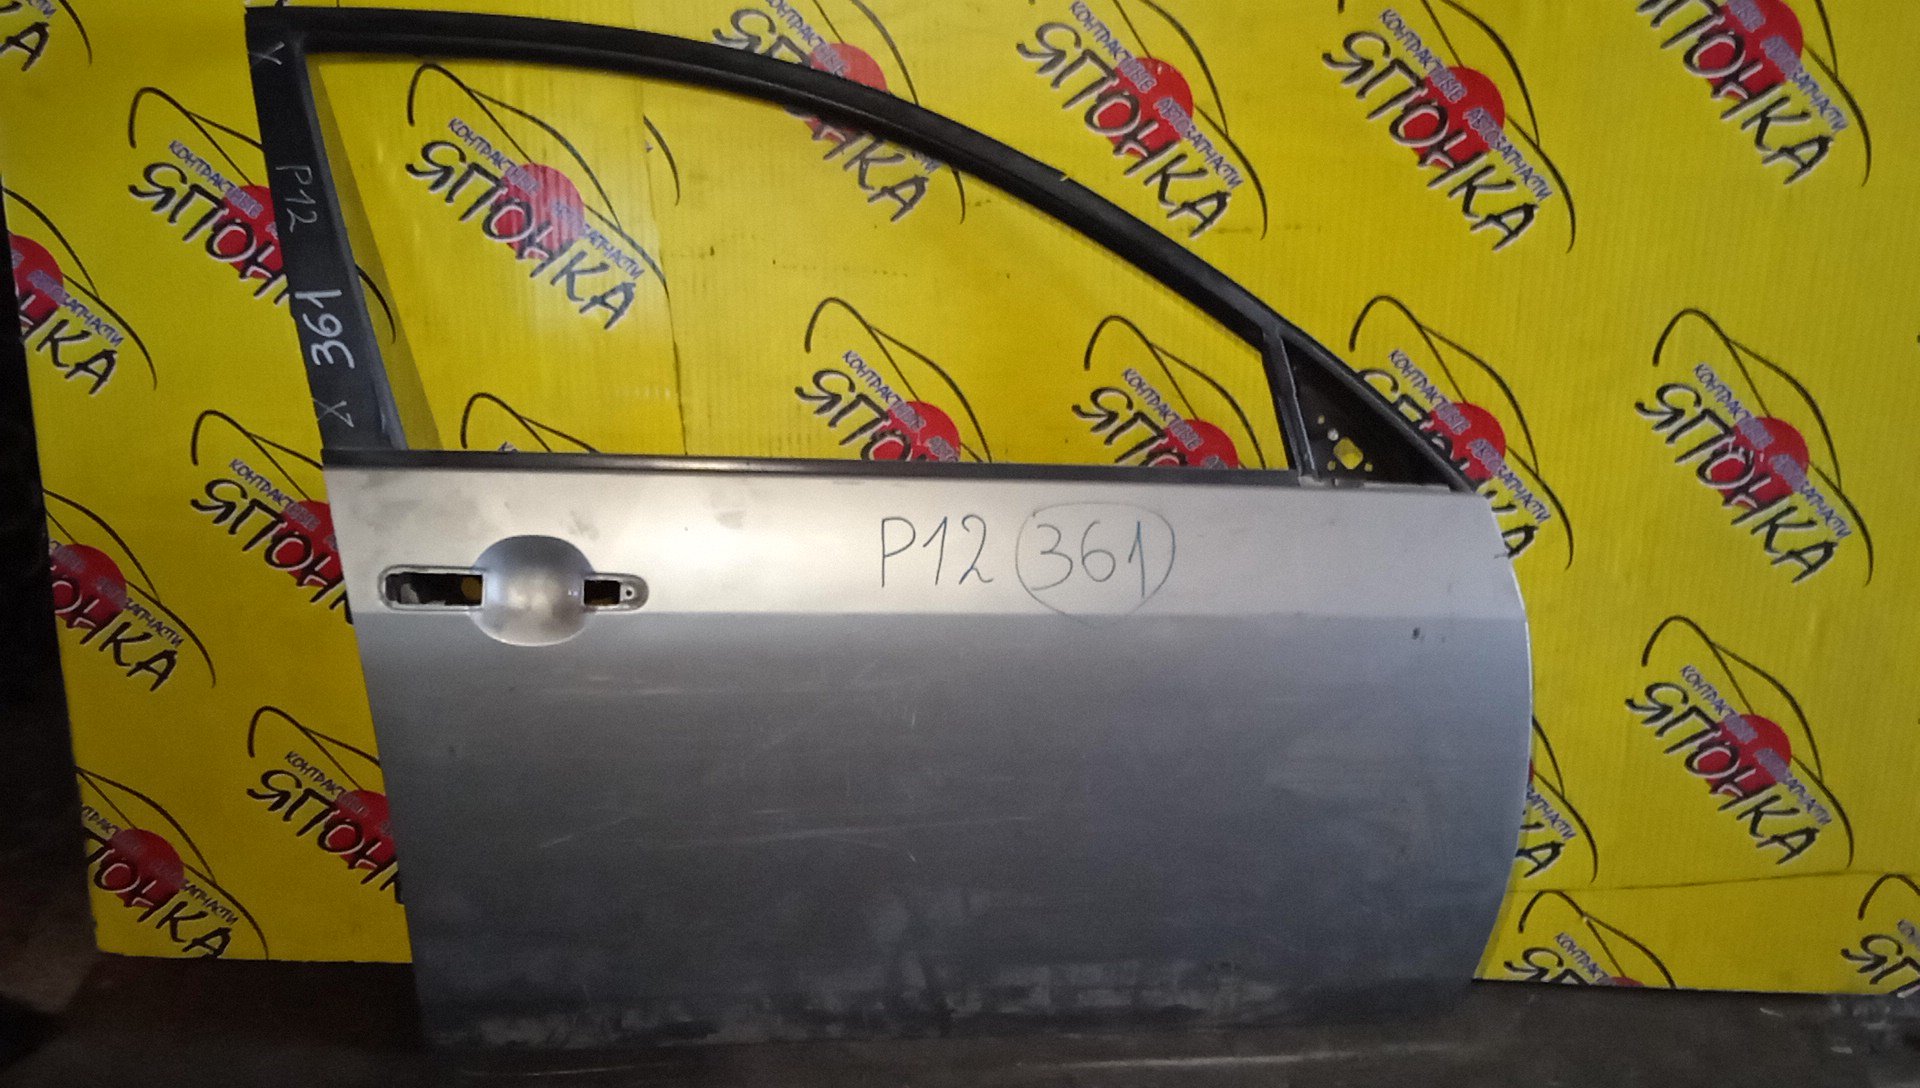 P12 361
X P12 361 X
КОНТРАКТНЫЕ АВТОЗАПЧАСТИ
ЯПОНКА